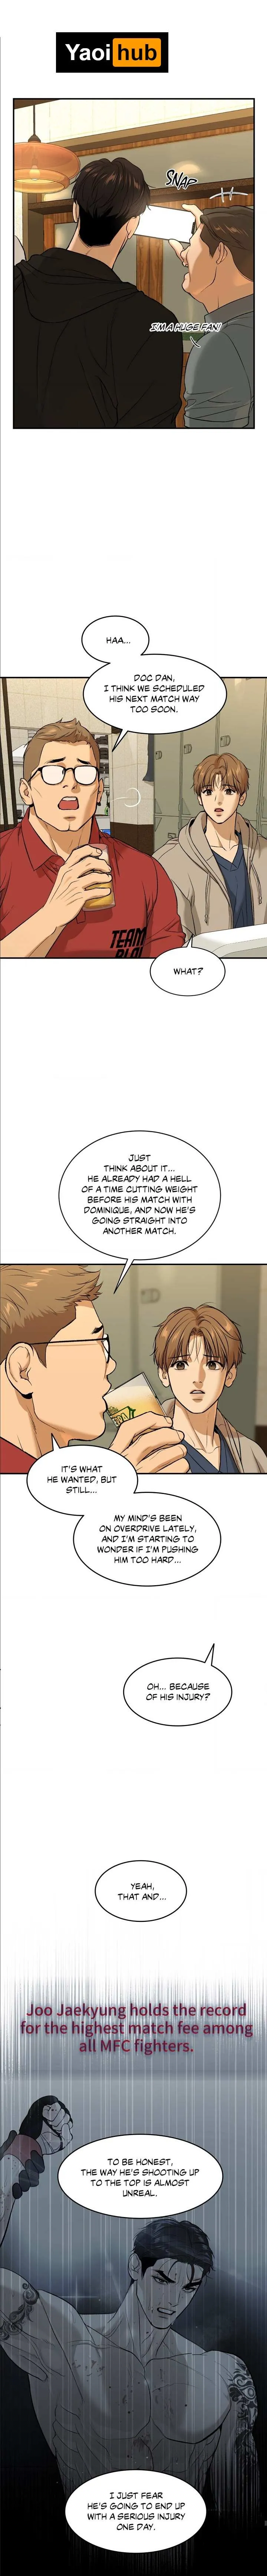 Yaoi hub
SNAP
I'M A HUGE FAN!
HAA...
DOC DAN,
I THINK WE SCHEDULED
HIS NEXT MATCH WAY
TOO SOON.
TEAM
WHAT?
JUST
THINK ABOUT IT...
HE ALREADY HAD A HELL
OF A TIME CUTTING WEIGHT
BEFORE HIS MATCH WITH
DOMINIQUE, AND NOW HE'S
GOING STRAIGHT INTO
ANOTHER MATCH.
IT'S WHAT
HE WANTED, BUT
STILL...
MY MIND'S BEEN
ON OVERDRIVE LATELY,
AND I'M STARTING TO
WONDER IF I'M PUSHING
HIM TOO HARD...
OH... BECAUSE
OF HIS INJURY?
YEAH,
THAT AND...
Joo Jaekyung holds the record
for the highest match fee among
all MFC fighters.
TO BE HONEST,
THE WAY HE'S SHOOTING UP
TO THE TOP IS ALMOST
UNREAL.
I JUST FEAR
HE'S GOING TO END UP
WITH A SERIOUS INJURY
ONE DAY.